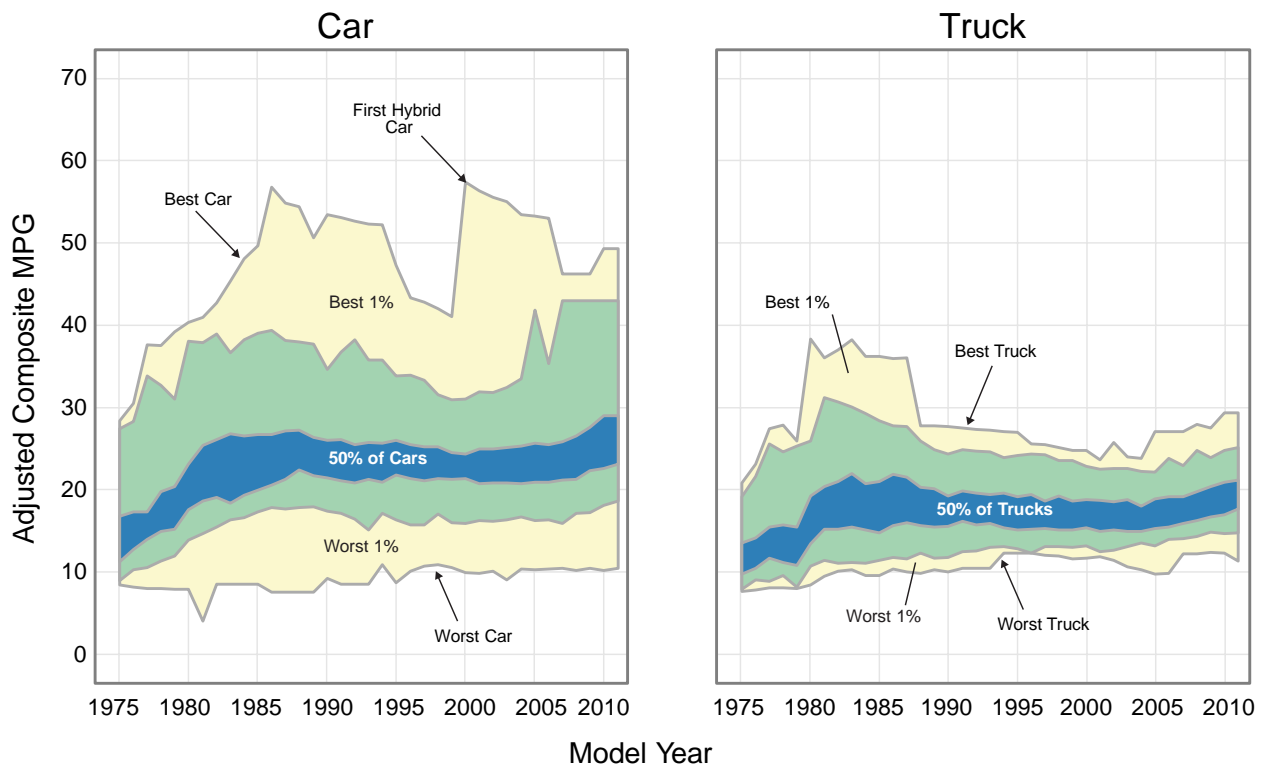 Car
Truck
Adjusted Composite MPG
70
60
50
40
30
20
10
0
First Hybrid
Car
Best Car
Best 1%
50% of Cars
Worst 1%
Worst Car
1975 1980 1985 1990 1995 2000 2005 2010
Best 1%
Best Truck
50% of Trucks
Worst 1%
Worst Truck
1975 1980 1985 1990 1995 2000 2005 2010
Model Year